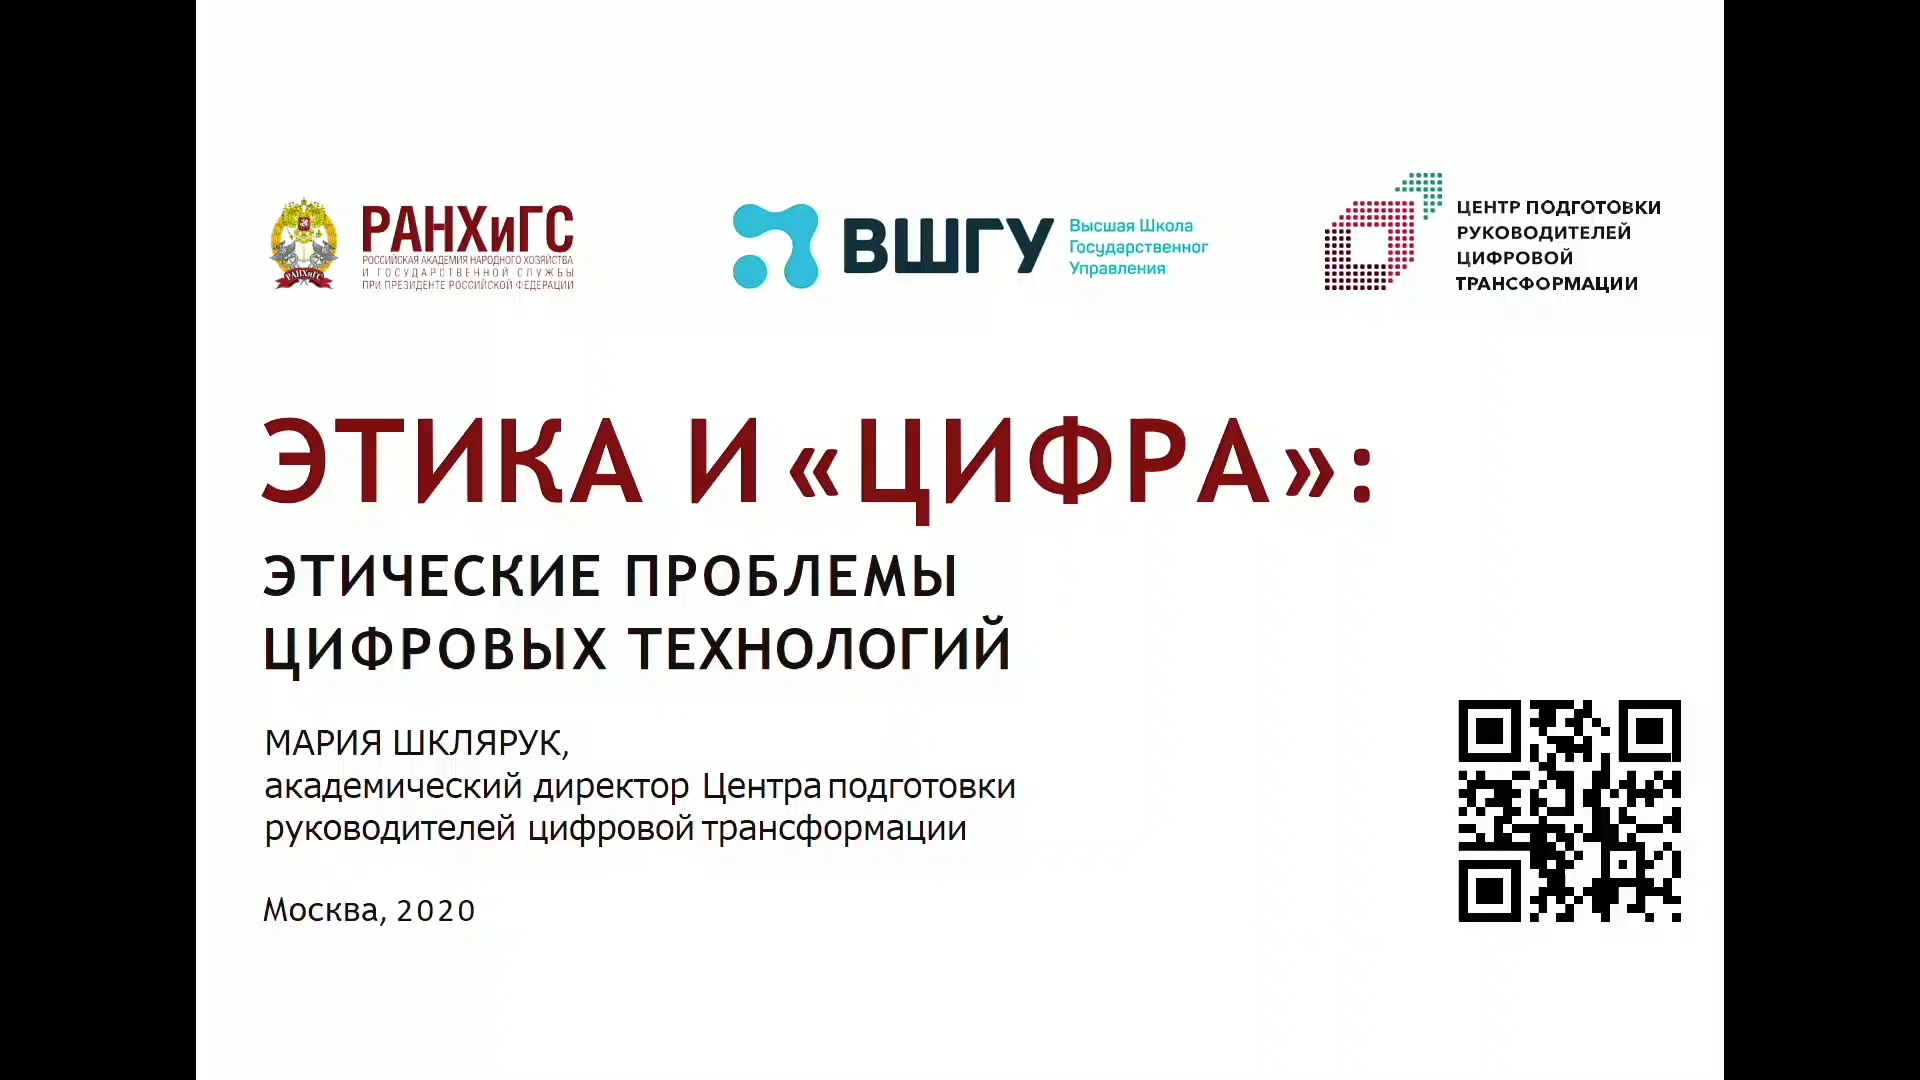 РАНХиГС
РОССИЙСКАЯ АКАДЕМИЯ НАРОДНОГО ХОЗЯЙСТВА
И ГОСУДАРСТВЕННОЙ СЛУЖБЫ
ПРИ ПРЕЗИДЕНТЕ РОССИЙСКОЙ ФЕДЕРАЦИИ
РАНХиГС
ВШГУ
Высшая Школа
Государственног
Управления
ЦЕНТР ПОДГОТОВКИ
РУКОВОДИТЕЛЕЙ
ЦИФРОВОЙ
ТРАНСФОРМАЦИИ
ЭТИКА И «ЦИФРА»:
ЭТИЧЕСКИЕ ПРОБЛЕМЫ
ЦИФРОВЫХ ТЕХНОЛОГИЙ
МАРИЯ ШКЛЯРУК,
академический директор Центра подготовки
руководителей цифровой трансформации
Москва, 2020